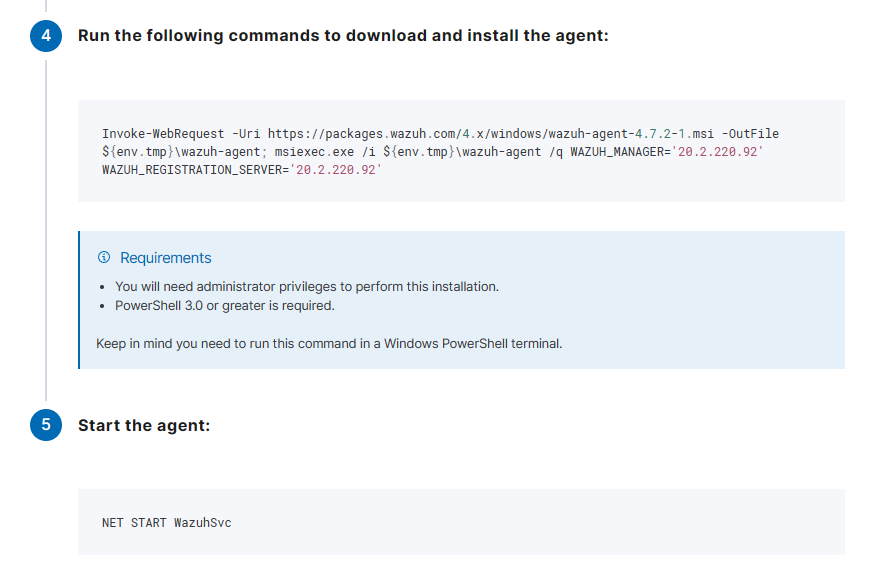 4 Run the following commands to download and install the agent:
Invoke-WebRequest -Uri https://packages.wazuh.com/4.x/windows/wazuh-agent-4.7.2-1.msi -OutFile
${env.tmp}\wazuh-agent; msiexec.exe /i ${env.tmp}\wazuh-agent /q WAZUH_MANAGER='20.2.220.92'
WAZUH_REGISTRATION_SERVER='20.2.220.92'
Requirements
• You will need administrator privileges to perform this installation.
• PowerShell 3.0 or greater is required.
Keep in mind you need to run this command in a Windows PowerShell terminal.
5 Start the agent:
NET START WazuhSvc